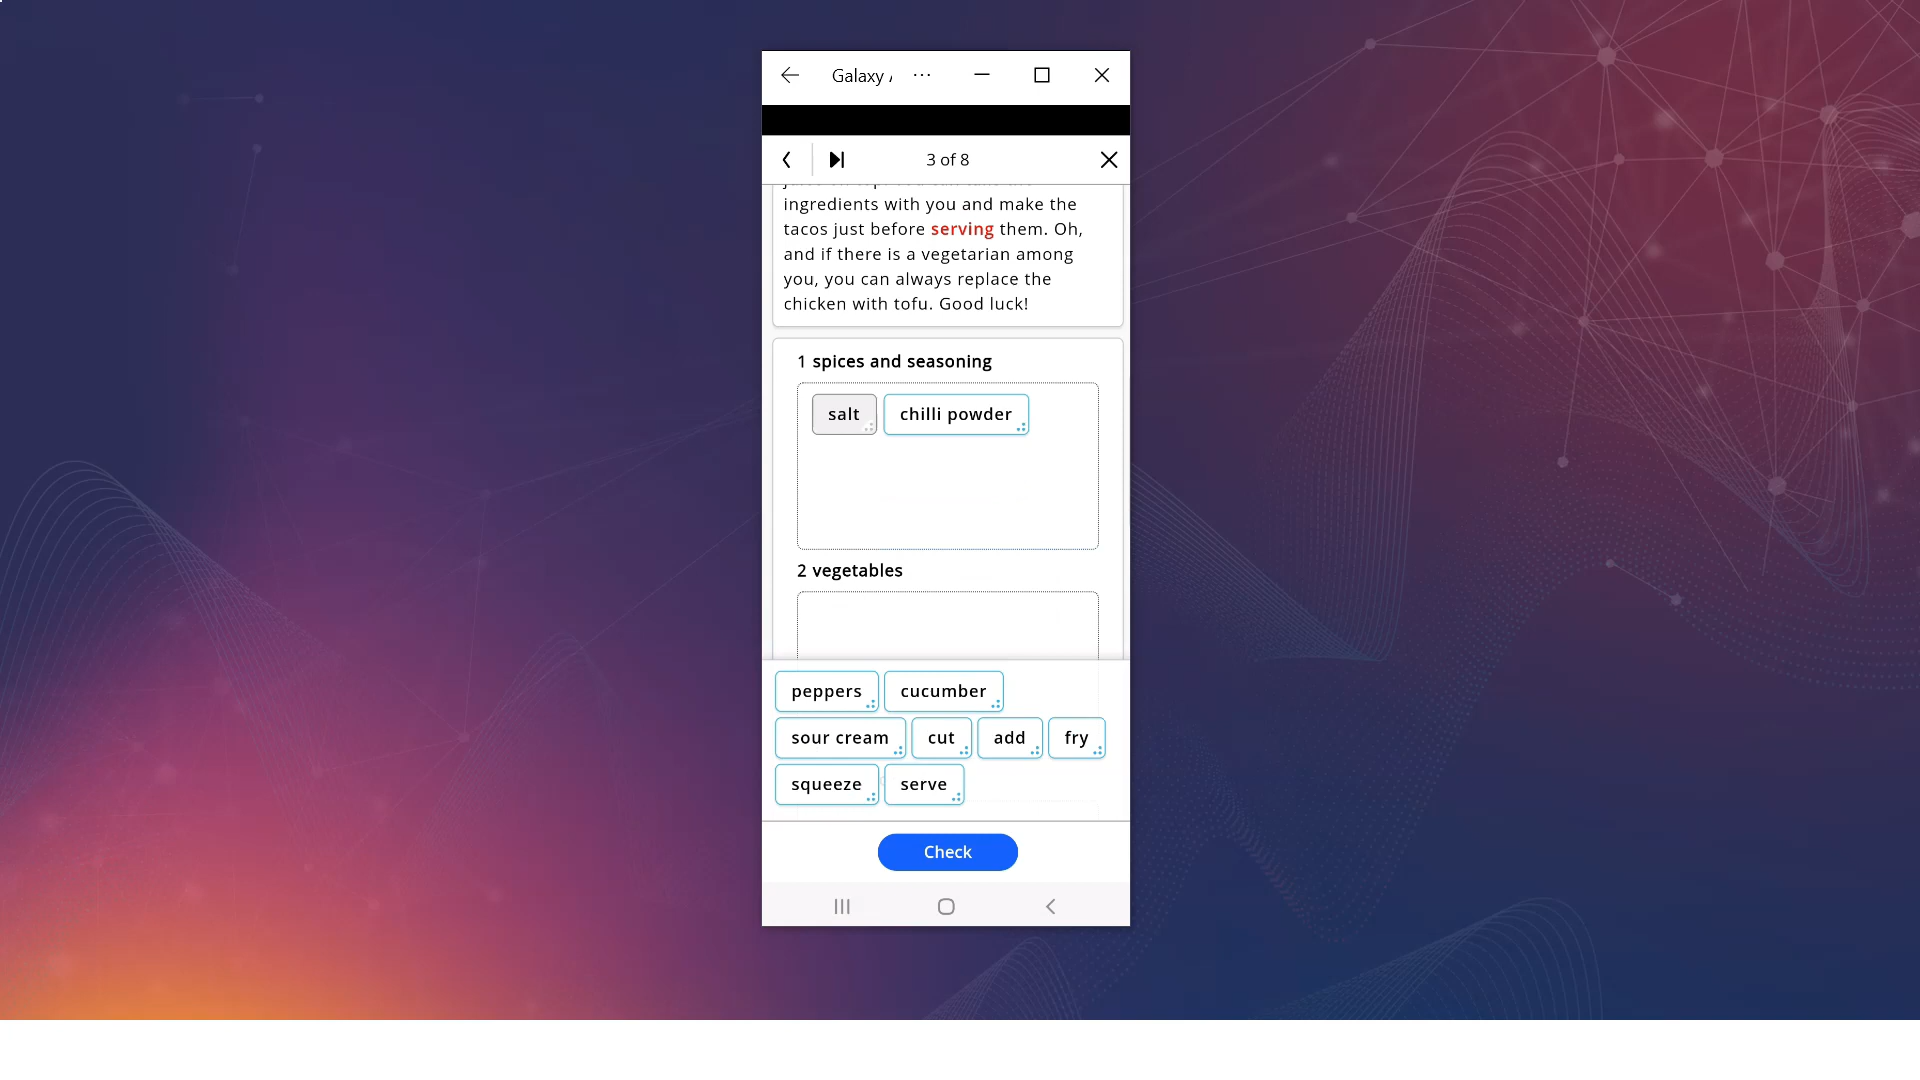 Galaxy
3 of 8
ingredients with you and make the
tacos just before serving them. Oh,
and if there is a vegetarian among
you, you can always replace the
chicken with tofu. Good luck!
1 spices and seasoning
salt
chilli powder
2 vegetables
peppers
cucumber
sour cream
cut
add
fry
squeeze
serve
Check